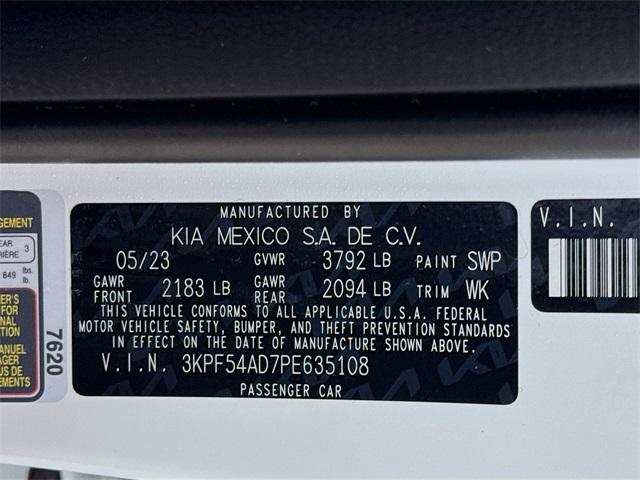 MANUFACTURED BY
KIA MEXICO S.A. DE C.V.
05/23 GVWR 3792 LB PAINT SWP
GAWR FRONT 2183 LB GAWR REAR 2094 LB TRIM WK
THIS VEHICLE CONFORMS TO ALL APPLICABLE U.S.A. FEDERAL
MOTOR VEHICLE SAFETY, BUMPER, AND THEFT PREVENTION STANDARDS
IN EFFECT ON THE DATE OF MANUFACTURE SHOWN ABOVE.
V.I.N. 3KPF54AD7PE635108
PASSENGER CAR
V.I.N.
7620
3
849 lbs.